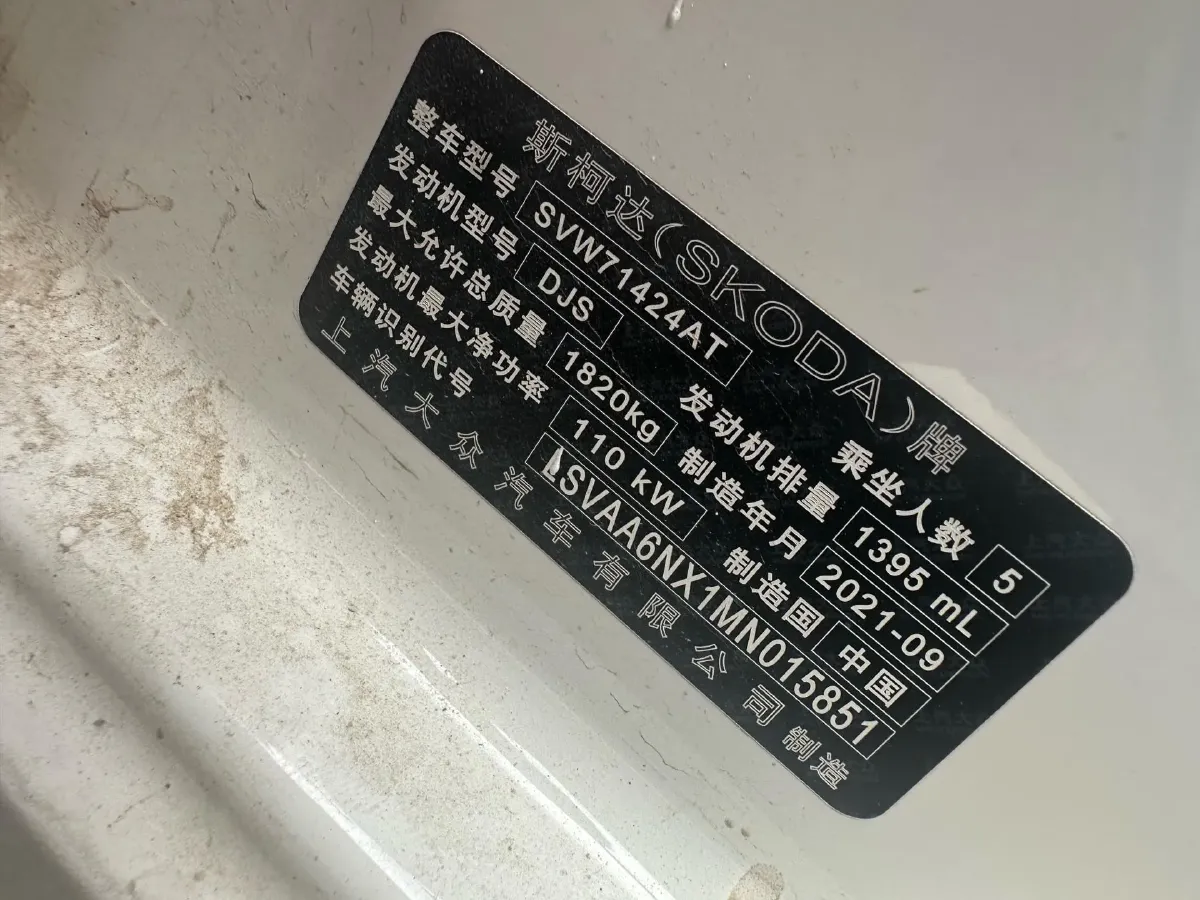 斯柯达(SKODA)牌
整车型号 SVW71424AT 乘坐人数 5
发动机型号 DJS 发动机排量 1395 mL
最大允许总质量 1820kg 制造年月 2021-09
发动机最大净功率 110 kW 制造国 中国
车辆识别代号 LSVAA6NX1MN015851
上汽大众汽车有限公司制造